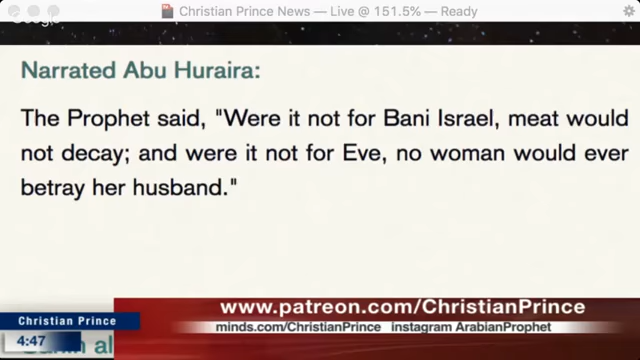 Christian Prince News — Live @ 151.5% — Ready
Google
Narrated Abu Huraira:
The Prophet said, "Were it not for Bani Israel, meat would
not decay; and were it not for Eve, no woman would ever
betray her husband."
www.patreon.com/ChristianPrince
Christian Prince
minds.com/ChristianPrince instagram ArabianProphet
4:47